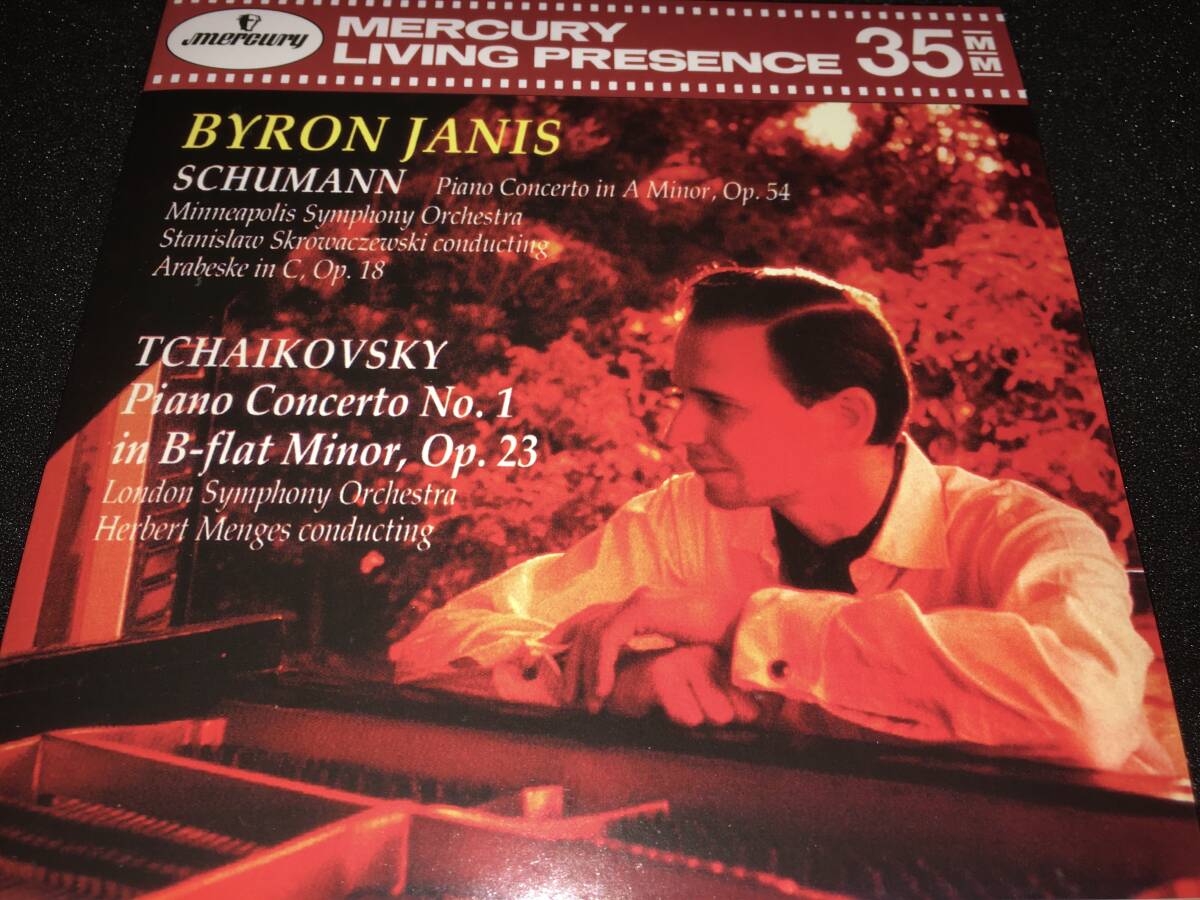 mercury
MERCURY
LIVING PRESENCE
35
MM
BYRON JANIS
SCHUMANN Piano Concerto in A Minor, Op. 54
Minneapolis Symphony Orchestra
Stanislaw Skrowaczewski conducting
Arabeske in C, Op. 18
TCHAIKOVSKY
Piano Concerto No. 1
in B-flat Minor, Op. 23
London Symphony Orchestra
Herbert Menges conducting